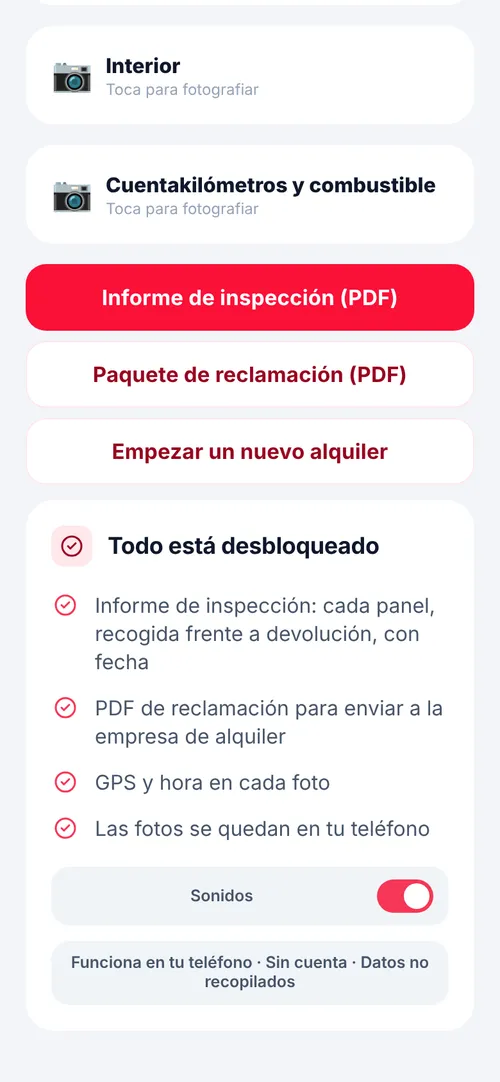 Interior
Toca para fotografiar
Cuentakilómetros y combustible
Toca para fotografiar
Informe de inspección (PDF)
Paquete de reclamación (PDF)
Empezar un nuevo alquiler
Todo está desbloqueado
Informe de inspección: cada panel,
recogida frente a devolución, con
fecha
PDF de reclamación para enviar a la
empresa de alquiler
GPS y hora en cada foto
Las fotos se quedan en tu teléfono
Sonidos
Funciona en tu teléfono · Sin cuenta · Datos no
recopilados